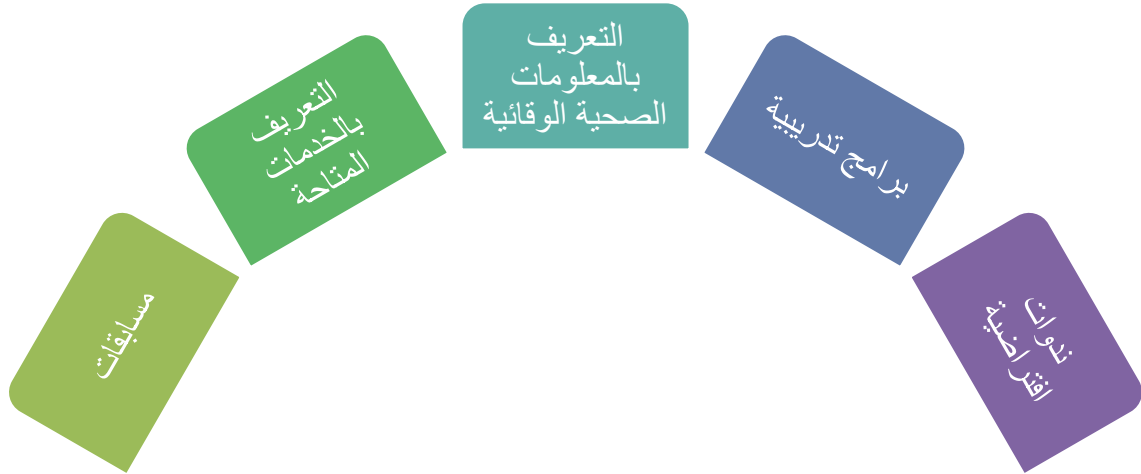 ندوات
افتراضية
برامج تدريبية
التعريف
بالمعلومات
الصحية الوقائية
التعريف
بالخدمات
المتاحة
مسابقات